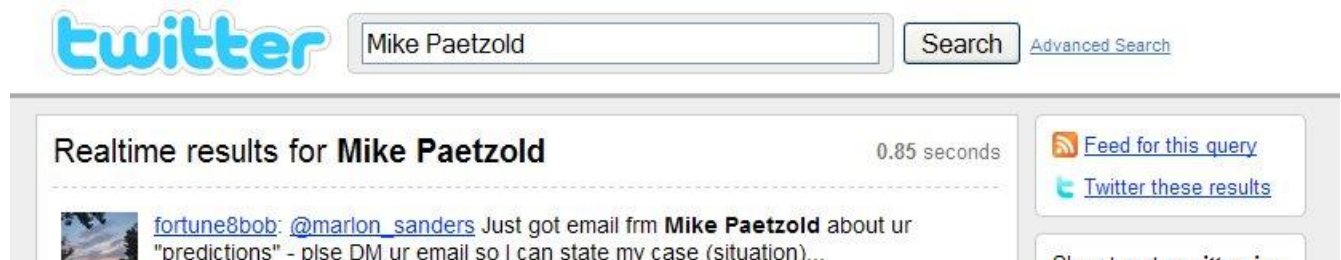 twitter
Mike Paetzold
Search
Advanced Search
Realtime results for Mike Paetzold
0.85 seconds
Feed for this query
Twitter these results
fortune8bob: @marlon_sanders Just got email frm Mike Paetzold about ur
"predictions" - plse DM ur email so I can state my case (situation)...